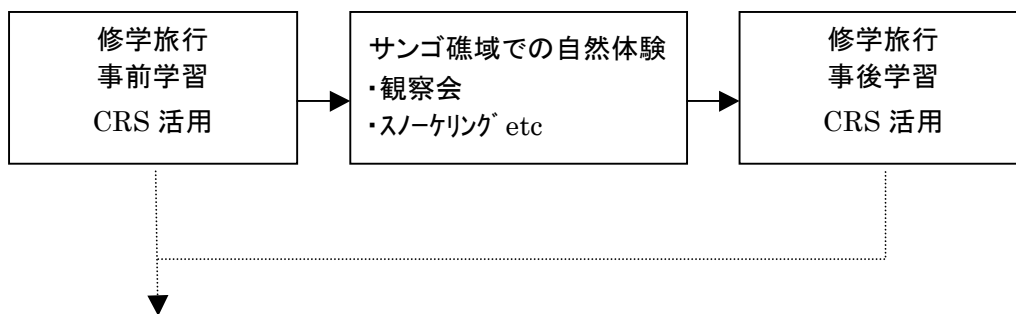 修学旅行
事前学習
CRS 活用
サンゴ礁域での自然体験
・観察会
・スノーケリング etc
修学旅行
事後学習
CRS 活用